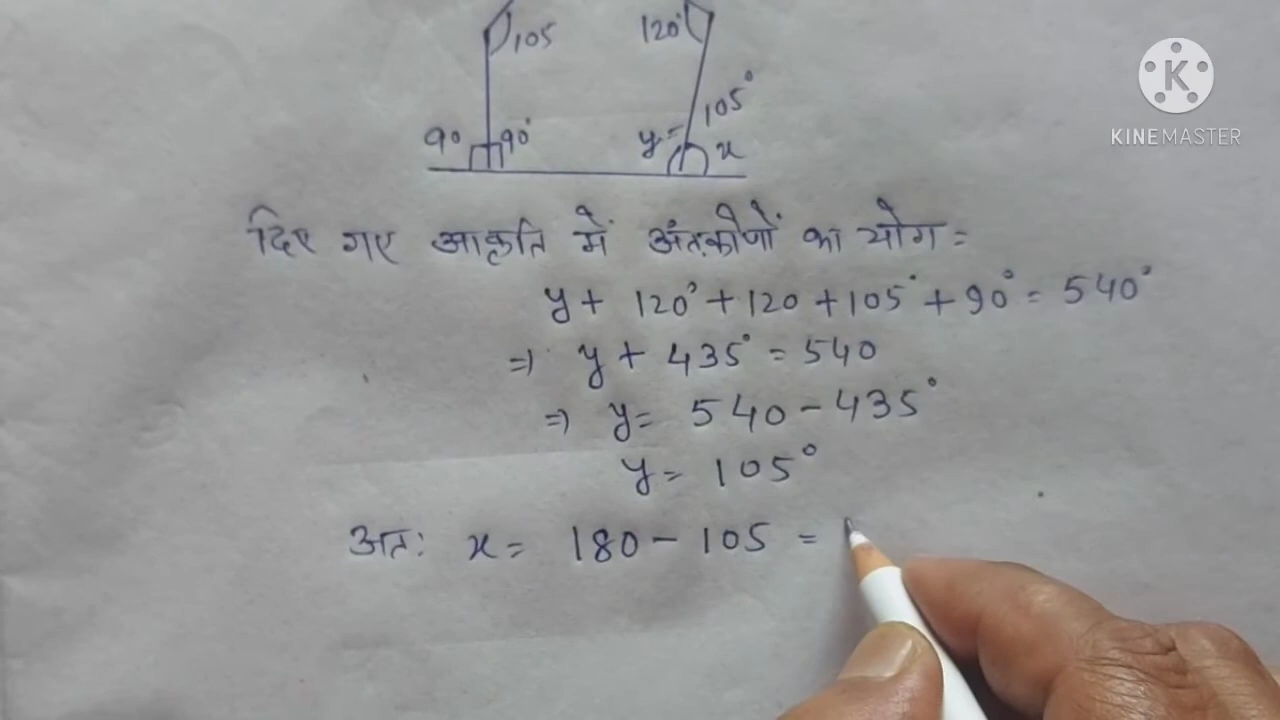 105
120°
105°
90 90° y= x
K
KINEMASTER
दिए गए आकृति में अंतःकोणों का योग =
y + 120° + 120 + 105° + 90° = 540°
⇒ y + 435° = 540
⇒ y = 540 - 435°
y = 105°
अतः x = 180 - 105 =